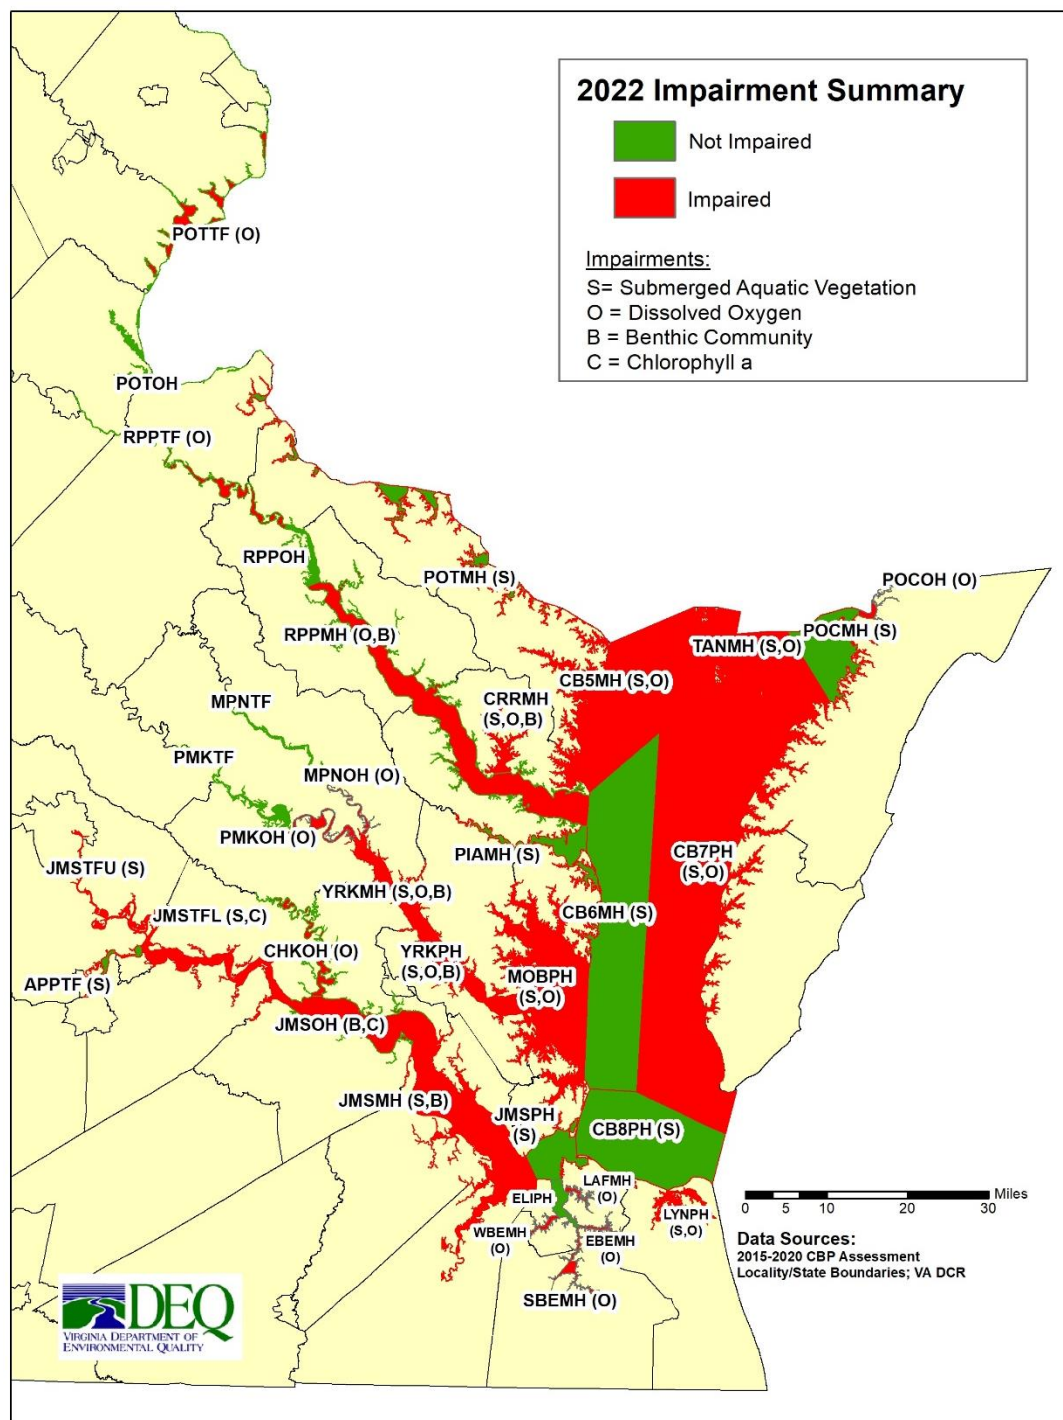 2022 Impairment Summary
Not Impaired
Impaired
Impairments:
S= Submerged Aquatic Vegetation
O = Dissolved Oxygen
B = Benthic Community
C = Chlorophyll a
POTTF (O)
POTOH
RPPTF (O)
RPPOH
POTMH (S)
POCOH (O)
POCMH (S)
TANMH (S,O)
RPPMH (O,B)
CB5MH (S,O)
CRRMH
(S,O,B)
MPNTF
PMKTF
MPNOH (O)
PMKOH (O)
PIAMH (S)
CB7PH
(S,O)
JMSTFU (S)
YRKMH (S,O,B)
CB6MH (S)
JMSTFL (S,C)
CHKOH (O)
YRKPH
(S,O,B)
MOBPH
(S,O)
APPTF (S)
JMSOH (B,C)
JMSMH (S,B)
JMSPH
(S)
CB8PH (S)
LAFMH
(O)
ELIPH
LYNPH
(S,O)
WBEMH
(O)
EBEMH
(O)
SBEMH (O)
Miles
0 5 10 20 30
Data Sources:
2015-2020 CBP Assessment
Locality/State Boundaries; VA DCR
DEQ
VIRGINIA DEPARTMENT OF
ENVIRONMENTAL QUALITY